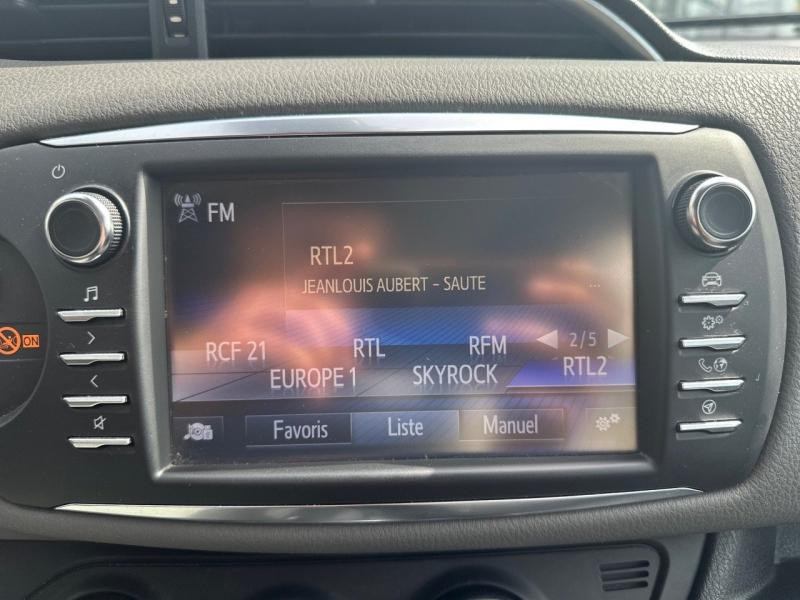 FM
RTL2
JEANLOUIS AUBERT - SAUTE
...
RCF 21 RTL RFM 2/5
EUROPE 1 SKYROCK RTL2
Favoris Liste Manuel
ON